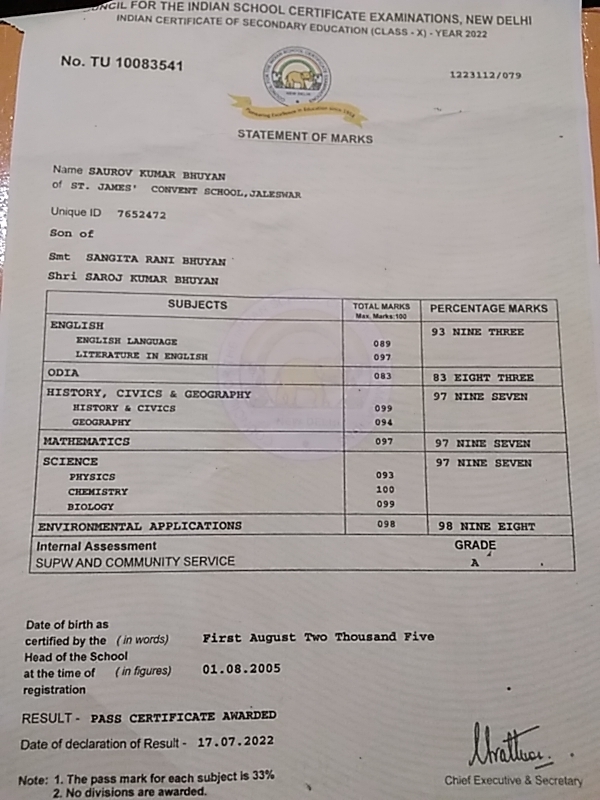 NCIL FOR THE INDIAN SCHOOL CERTIFICATE EXAMINATIONS, NEW DELHI
INDIAN CERTIFICATE OF SECONDARY EDUCATION (CLASS - X) - YEAR 2022
No. TU 10083541
1223112/079
NEW DELHI
STATEMENT OF MARKS
Name SAUROV KUMAR BHUYAN
of ST. JAMES' CONVENT SCHOOL, JALESWAR
Unique ID 7652472
Son of
Smt SANGITA RANI BHUYAN
Shri SAROJ KUMAR BHUYAN
SUBJECTS TOTAL MARKS Max. Marks:100 PERCENTAGE MARKS
ENGLISH 93 NINE THREE
ENGLISH LANGUAGE 089
LITERATURE IN ENGLISH 097
ODIA 083 83 EIGHT THREE
HISTORY, CIVICS & GEOGRAPHY 97 NINE SEVEN
HISTORY & CIVICS 099
GEOGRAPHY 094
MATHEMATICS 097 97 NINE SEVEN
SCIENCE 97 NINE SEVEN
PHYSICS 093
CHEMISTRY 100
BIOLOGY 099
ENVIRONMENTAL APPLICATIONS 098 98 NINE EIGHT
Internal Assessment GRADE
SUPW AND COMMUNITY SERVICE A
Date of birth as
certified by the (in words) First August Two Thousand Five
Head of the School
at the time of (in figures) 01.08.2005
registration
RESULT - PASS CERTIFICATE AWARDED
Date of declaration of Result - 17.07.2022
Chief Executive & Secretary
Note: 1. The pass mark for each subject is 33%
2. No divisions are awarded.